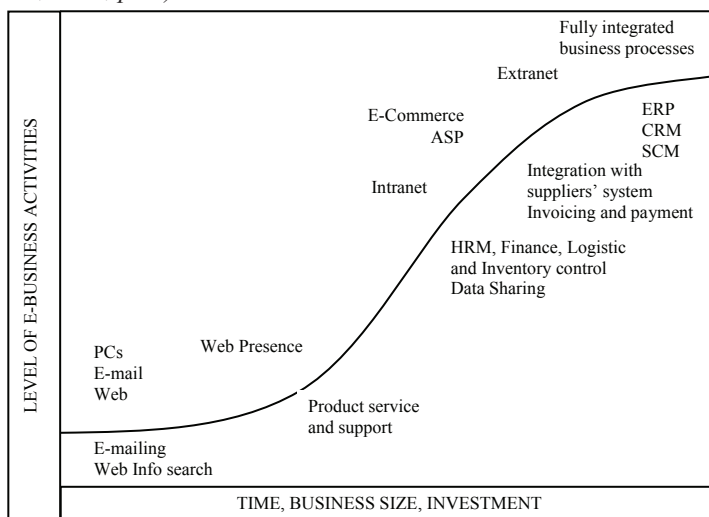 Fully integrated
business processes
Extranet
E-Commerce
ASP
ERP
CRM
SCM
Intranet
Integration with
suppliers' system
Invoicing and payment
HRM, Finance, Logistic
and Inventory control
Data Sharing
Web Presence
PCs
E-mail
Web
Product service
and support
E-mailing
Web Info search
LEVEL OF E-BUSINESS ACTIVITIES
TIME, BUSINESS SIZE, INVESTMENT